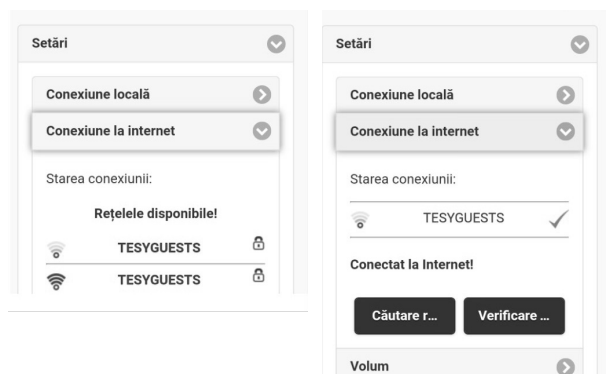 Setări
Conexiune locală
Conexiune la internet
Starea conexiunii:
Rețelele disponibile!
TESYGUESTS
TESYGUESTS
Setări
Conexiune locală
Conexiune la internet
Starea conexiunii:
TESYGUESTS
Conectat la Internet!
Căutare r...
Verificare ...
Volum